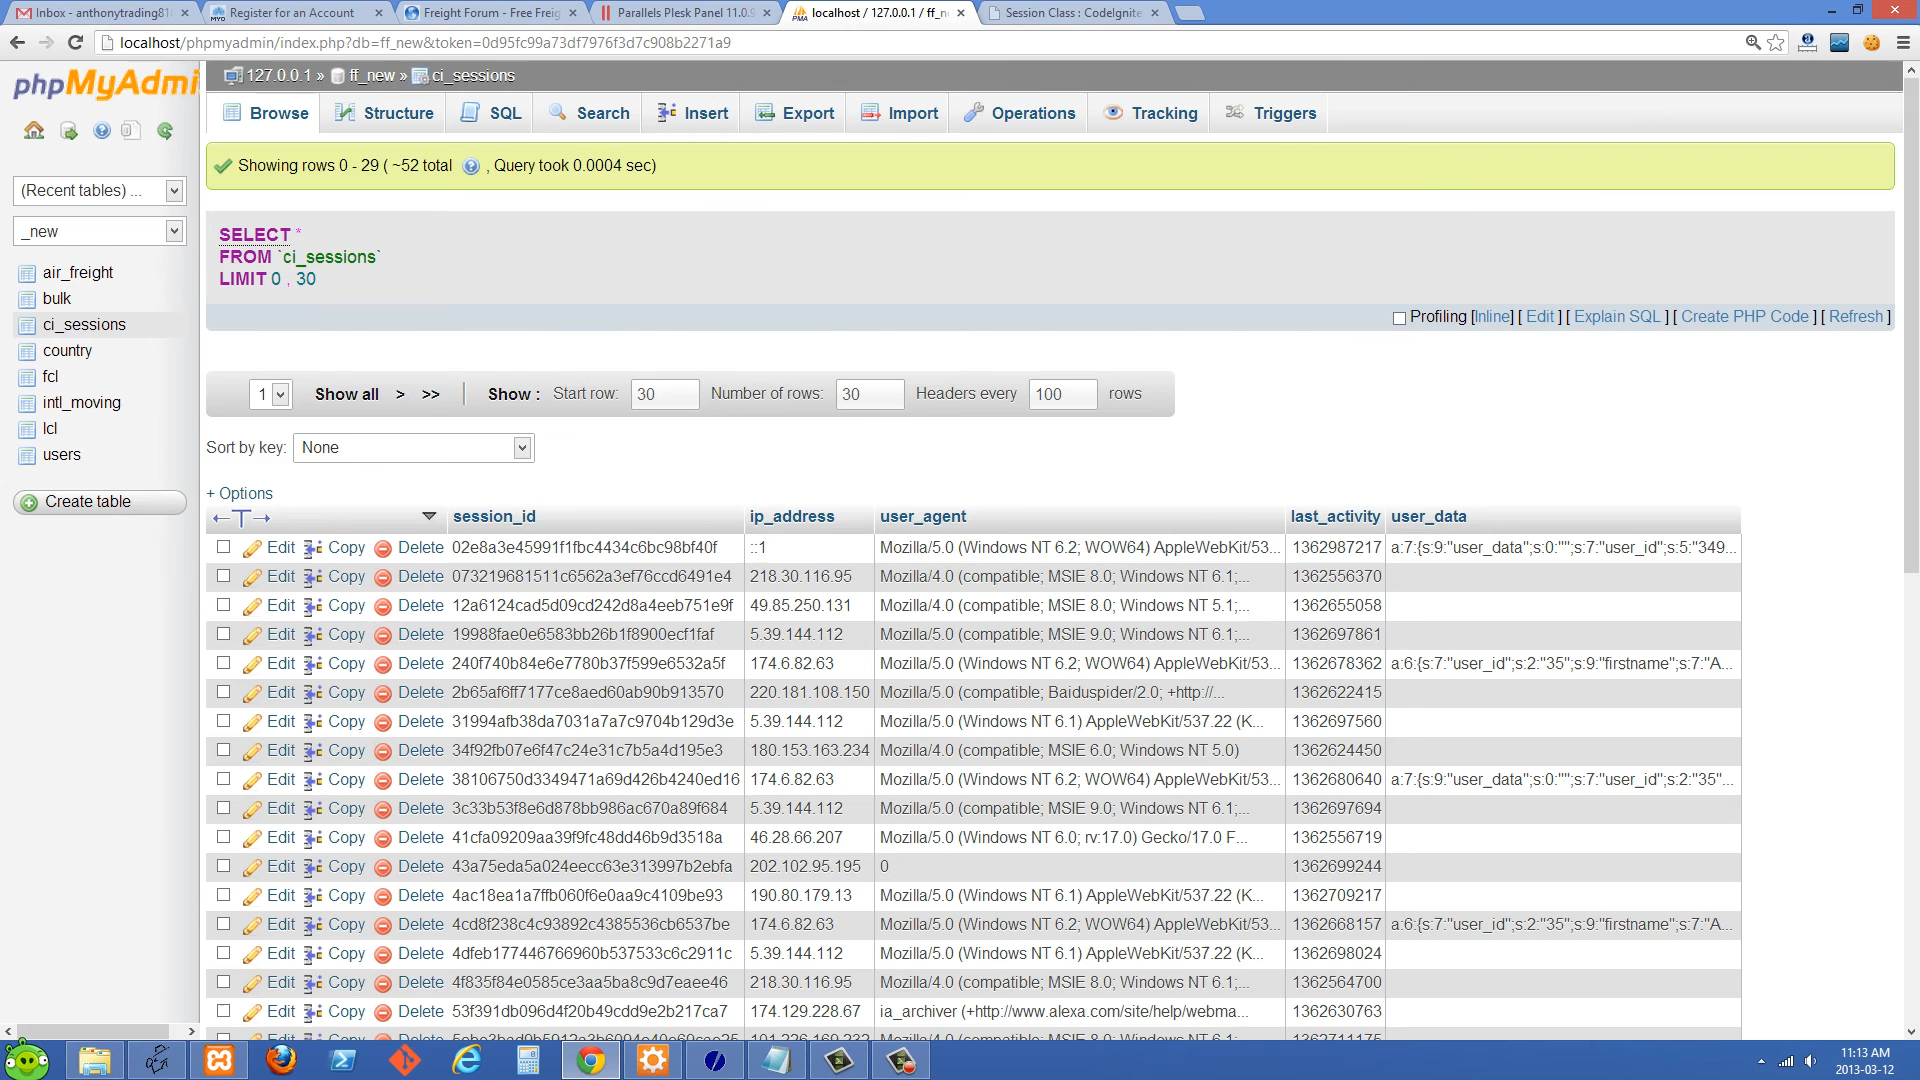 Inbox - anthonytrading81
Register for an Account
Freight Forum - Free Freig
Parallels Plesk Panel 11.0.9
localhost / 127.0.0.1 / ff_n
Session Class : CodeIgnite
localhost/phpmyadmin/index.php?db=ff_new&token=0d95fc99a73df7976f3d7c908b2271a9
phpMyAdmi
127.0.0.1 » ff_new » ci_sessions
Browse Structure SQL Search Insert Export Import Operations Tracking Triggers
(Recent tables) ...
_new
air_freight
bulk
ci_sessions
country
fcl
intl_moving
lcl
users
Create table
Showing rows 0 - 29 ( ~52 total , Query took 0.0004 sec)
SELECT *
FROM `ci_sessions`
LIMIT 0 , 30
Profiling [Inline] [ Edit ] [ Explain SQL ] [ Create PHP Code ] [ Refresh ]
1 Show all > >> Show : Start row: 30 Number of rows: 30 Headers every 100 rows
Sort by key: None
+ Options
session_id ip_address user_agent last_activity user_data
Edit Copy Delete 02e8a3e45991f1fbc4434c6bc98bf40f ::1 Mozilla/5.0 (Windows NT 6.2; WOW64) AppleWebKit/53... 1362987217 a:7:{s:9:"user_data";s:0:"";s:7:"user_id";s:5:"349...
Edit Copy Delete 073219681511c6562a3ef76ccd6491e4 218.30.116.95 Mozilla/4.0 (compatible; MSIE 8.0; Windows NT 6.1;... 1362556370
Edit Copy Delete 12a6124cad5d09cd242d8a4eeb751e9f 49.85.250.131 Mozilla/4.0 (compatible; MSIE 8.0; Windows NT 5.1;... 1362655058
Edit Copy Delete 19988fae0e6583bb26b1f8900ecf1faf 5.39.144.112 Mozilla/5.0 (compatible; MSIE 9.0; Windows NT 6.1;... 1362697861
Edit Copy Delete 240f740b84e6e7780b37f599e6532a5f 174.6.82.63 Mozilla/5.0 (Windows NT 6.2; WOW64) AppleWebKit/53... 1362678362 a:6:{s:7:"user_id";s:2:"35";s:9:"firstname";s:7:"A...
Edit Copy Delete 2b65af6ff7177ce8aed60ab90b913570 220.181.108.150 Mozilla/5.0 (compatible; Baiduspider/2.0; +http://... 1362622415
Edit Copy Delete 31994afb38da7031a7a7c9704b129d3e 5.39.144.112 Mozilla/5.0 (Windows NT 6.1) AppleWebKit/537.22 (K... 1362697560
Edit Copy Delete 34f92fb07e6f47c24e31c7b5a4d195e3 180.153.163.234 Mozilla/4.0 (compatible; MSIE 6.0; Windows NT 5.0) 1362624450
Edit Copy Delete 38106750d3349471a69d426b4240ed16 174.6.82.63 Mozilla/5.0 (Windows NT 6.2; WOW64) AppleWebKit/53... 1362680640 a:7:{s:9:"user_data";s:0:"";s:7:"user_id";s:2:"35"...
Edit Copy Delete 3c33b53f8e6d878bb986ac670a89f684 5.39.144.112 Mozilla/5.0 (compatible; MSIE 9.0; Windows NT 6.1;... 1362697694
Edit Copy Delete 41cfa09209aa39f9fc48dd46b9d3518a 46.28.66.207 Mozilla/5.0 (Windows NT 6.0; rv:17.0) Gecko/17.0 F... 1362556719
Edit Copy Delete 43a75eda5a024eecc63e313997b2ebfa 202.102.95.195 0 1362699244
Edit Copy Delete 4ac18ea1a7ffb060f6e0aa9c4109be93 190.80.179.13 Mozilla/5.0 (Windows NT 6.1) AppleWebKit/537.22 (K... 1362709217
Edit Copy Delete 4cd8f238c4c93892c4385536cb6537be 174.6.82.63 Mozilla/5.0 (Windows NT 6.2; WOW64) AppleWebKit/53... 1362668157 a:6:{s:7:"user_id";s:2:"35";s:9:"firstname";s:7:"A...
Edit Copy Delete 4dfeb177446766960b537533c6c2911c 5.39.144.112 Mozilla/5.0 (Windows NT 6.1) AppleWebKit/537.22 (K... 1362698024
Edit Copy Delete 4f835f84e0585ce3aa5ba8c9d7eaee46 218.30.116.95 Mozilla/4.0 (compatible; MSIE 8.0; Windows NT 6.1;... 1362564700
Edit Copy Delete 53f391db096d4f20b49cdd9e2b217ca7 174.129.228.67 ia_archiver (+http://www.alexa.com/site/help/webma... 1362630763
11:13 AM
2013-03-12